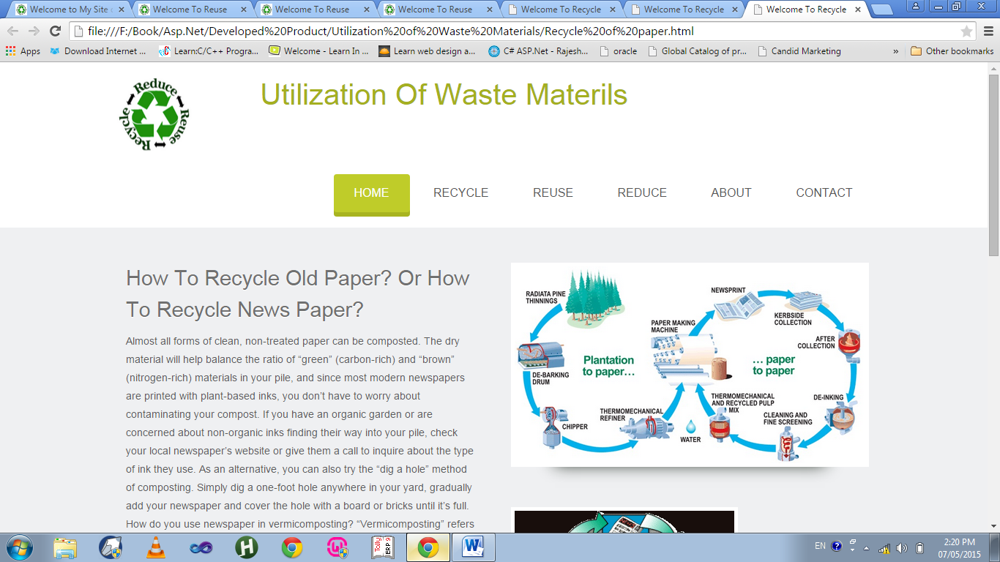 Welcome to My Site
Welcome To Reuse
Welcome To Reuse
Welcome To Reuse
Welcome To Recycle
Welcome To Recycle
Welcome To Recycle
file:///F:/Book/Asp.Net/Developed%20Product/Utilization%20of%20Waste%20Materials/Recycle%20of%20paper.html
Apps
Download Internet ...
Learn:C/C++ Progra...
Welcome - Learn In ...
Learn web design a...
C# ASP.Net - Rajesh...
oracle
Global Catalog of pr...
Candid Marketing
»
Other bookmarks
Reduce
Reuse
Recycle
Utilization Of Waste Materils
HOME
RECYCLE
REUSE
REDUCE
ABOUT
CONTACT
How To Recycle Old Paper? Or How
To Recycle News Paper?
Almost all forms of clean, non-treated paper can be composted. The dry
material will help balance the ratio of “green” (carbon-rich) and “brown”
(nitrogen-rich) materials in your pile, and since most modern newspapers
are printed with plant-based inks, you don’t have to worry about
contaminating your compost. If you have an organic garden or are
concerned about non-organic inks finding their way into your pile, check
your local newspaper’s website or give them a call to inquire about the type
of ink they use. As an alternative, you can also try the “dig a hole” method
of composting. Simply dig a one-foot hole anywhere in your yard, gradually
add your newspaper and cover the hole with a board or bricks until it’s full.
How do you use newspaper in vermicomposting? “Vermicomposting” refers
RADIATA PINE
THINNINGS
DE-BARKING
DRUM
CHIPPER
THERMOMECHANICAL
REFINER
Plantation
to paper...
PAPER MAKING
MACHINE
WATER
NEWSPRINT
KERBSIDE
COLLECTION
AFTER
COLLECTION
... paper
to paper
DE-INKING
CLEANING AND
FINE SCREENING
THERMOMECHANICAL
AND RECYCLED PULP
MIX
Tally
ERP 9
EN
2:20 PM
07/05/2015